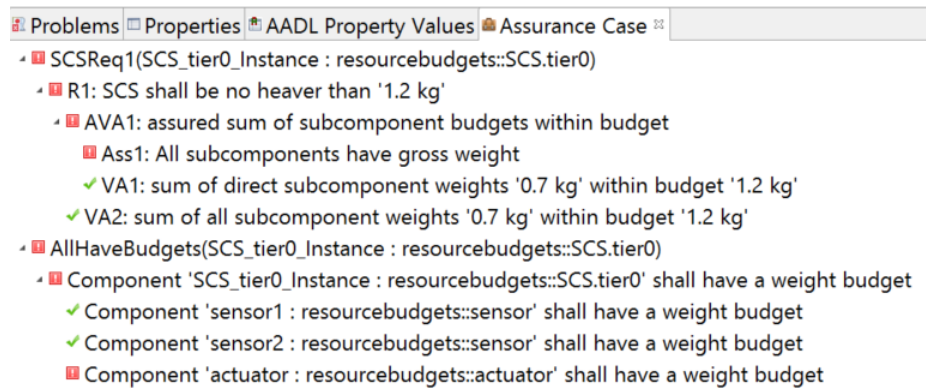 Problems Properties AADL Property Values Assurance Case
SCSReq1(SCS_tier0_Instance : resourcebudgets::SCS.tier0)
R1: SCS shall be no heaver than '1.2 kg'
AVA1: assured sum of subcomponent budgets within budget
Ass1: All subcomponents have gross weight
VA1: sum of direct subcomponent weights '0.7 kg' within budget '1.2 kg'
VA2: sum of all subcomponent weights '0.7 kg' within budget '1.2 kg'
AllHaveBudgets(SCS_tier0_Instance : resourcebudgets::SCS.tier0)
Component 'SCS_tier0_Instance : resourcebudgets::SCS.tier0' shall have a weight budget
Component 'sensor1 : resourcebudgets::sensor' shall have a weight budget
Component 'sensor2 : resourcebudgets::sensor' shall have a weight budget
Component 'actuator : resourcebudgets::actuator' shall have a weight budget